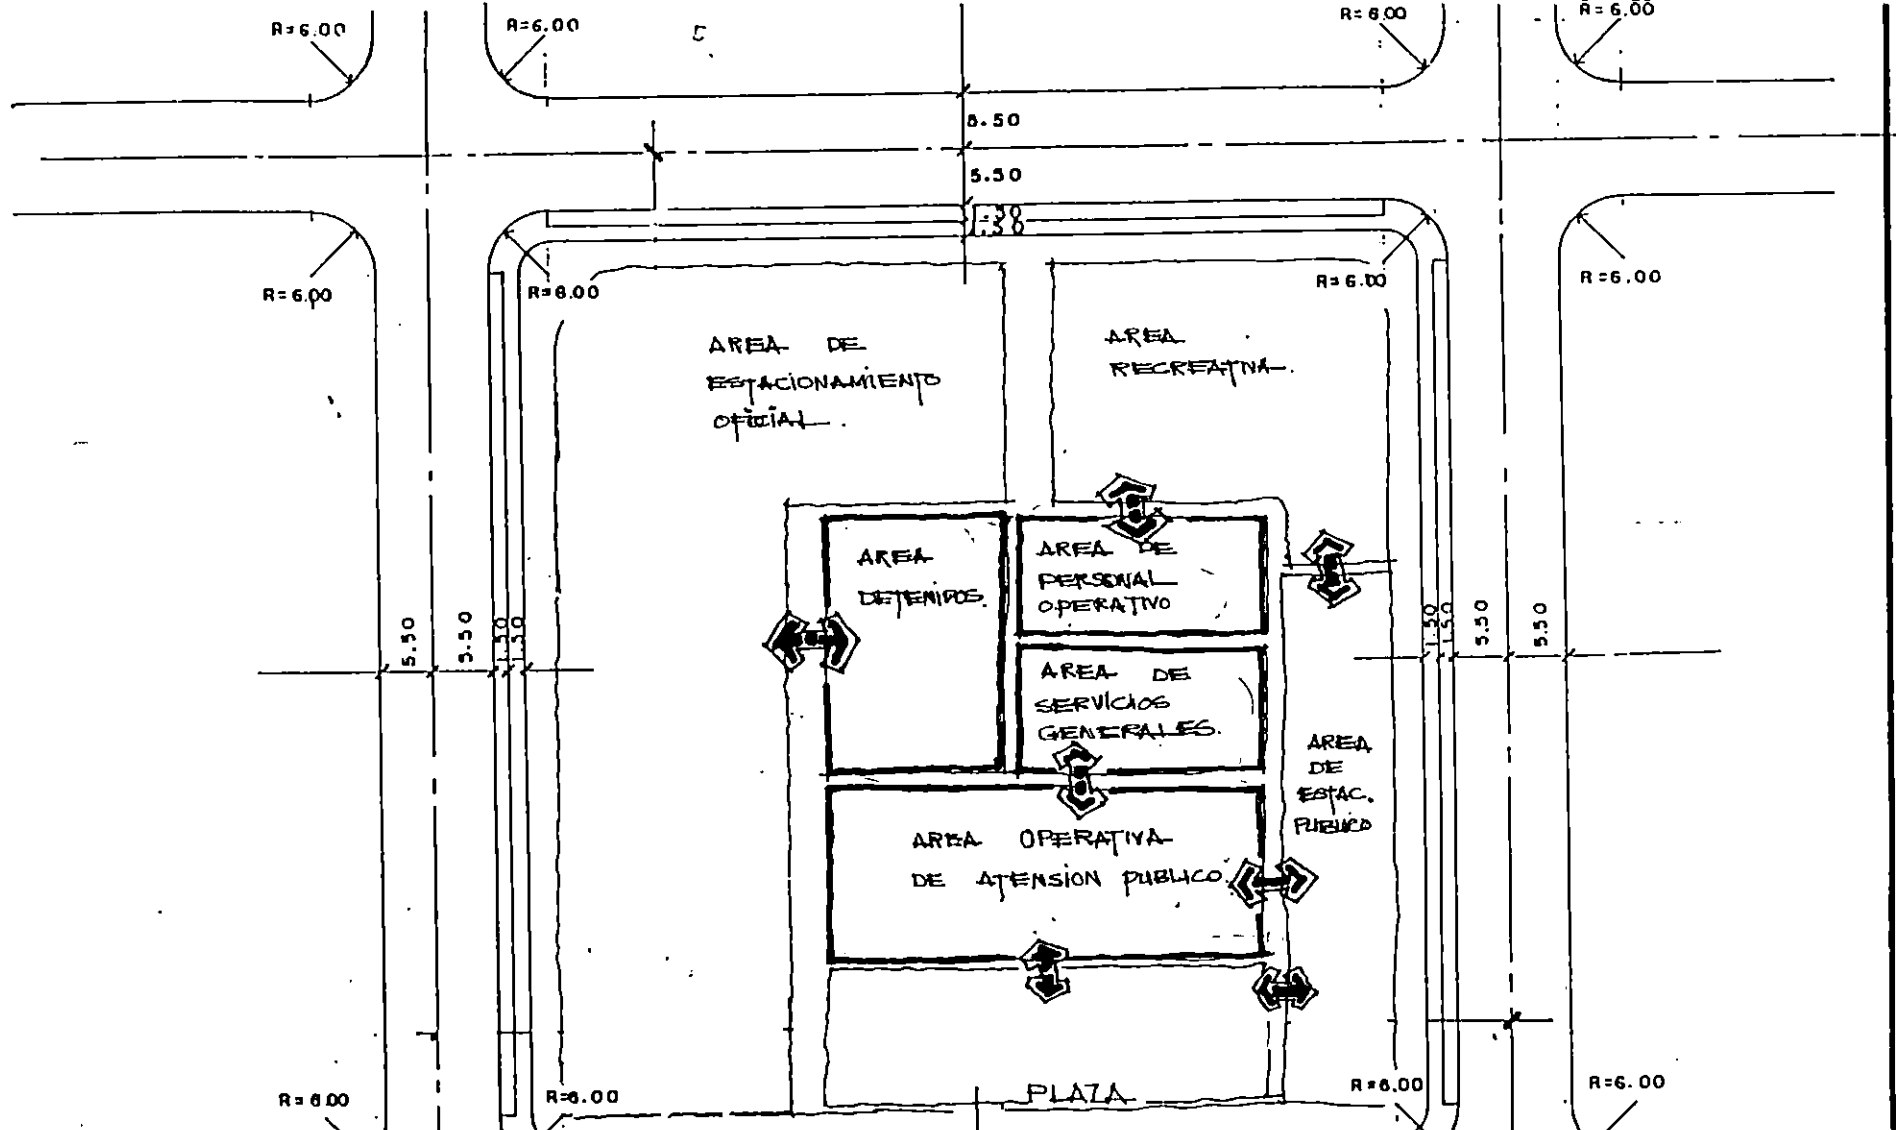 R=6.00
R=6.00
R=6.00
R=6.00
5.50
5.50
.50
.50
R=6.00
R=6.00
R=6.00
R=6.00
AREA DE
ESTACIONAMIENTO
OFICIAL.
AREA
RECREATIVA.
AREA
DETENIDOS.
AREA DE
PERSONAL
OPERATIVO
5.50
5.50
1.50
1.50
1.50
1.50
5.50
5.50
AREA DE
SERVICIOS
GENERALES.
AREA
DE
ESTAC.
PUBLICO
AREA OPERATIVA
DE ATENSION PUBLICO.
PLAZA
R=6.00
R=6.00
R=6.00
R=6.00